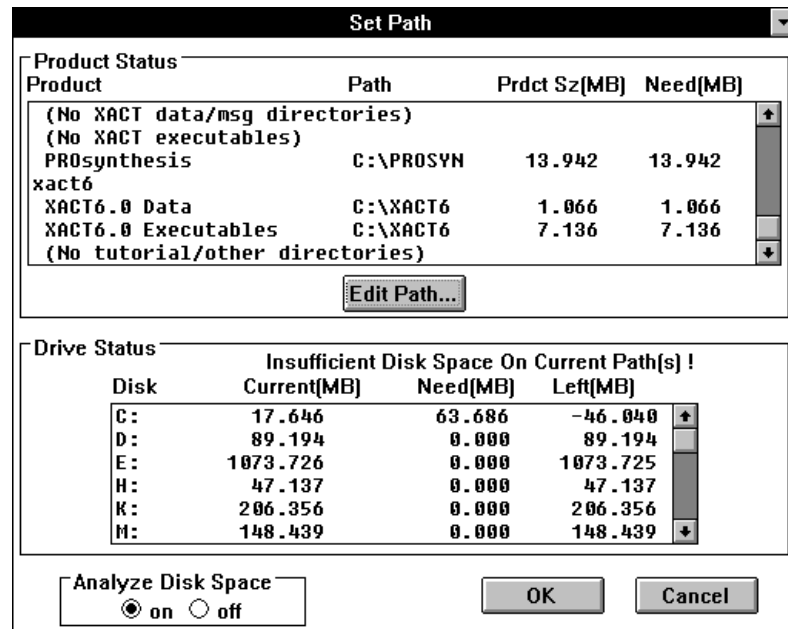 Set Path
Product Status
Product Path Prdct Sz(MB) Need(MB)
(No XACT data/msg directories)
(No XACT executables)
PROsynthesis C:\PROSYN 13.942 13.942
xact6
XACT6.0 Data C:\XACT6 1.066 1.066
XACT6.0 Executables C:\XACT6 7.136 7.136
(No tutorial/other directories)
Edit Path...
Drive Status
Insufficient Disk Space On Current Path(s) !
Disk Current(MB) Need(MB) Left(MB)
C: 17.646 63.686 -46.040
D: 89.194 0.000 89.194
E: 1073.726 0.000 1073.725
H: 47.137 0.000 47.137
K: 206.356 0.000 206.356
M: 148.439 0.000 148.439
Analyze Disk Space
on off
OK Cancel